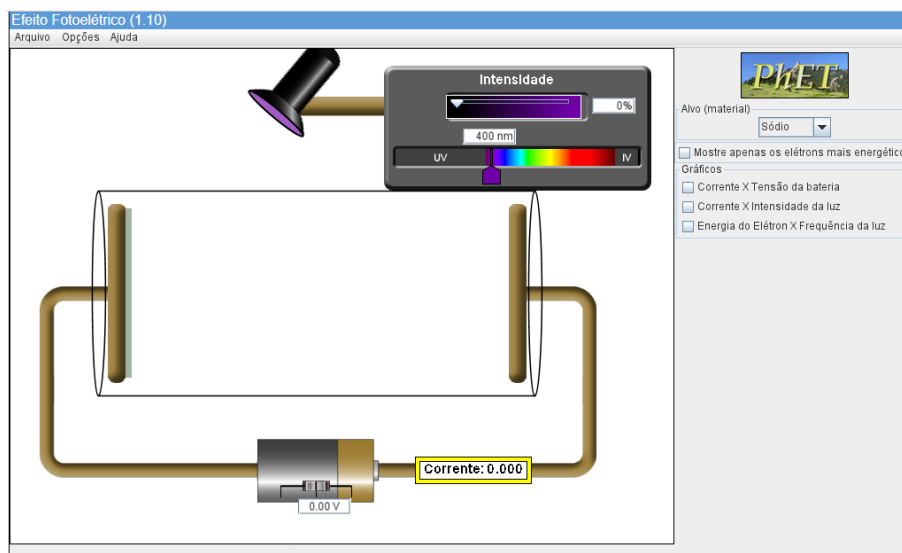 Efeito Fotoelétrico (1.10)
Arquivo Opções Ajuda
Intensidade
0%
400 nm
UV IV
PhET
Alvo (material)
Sódio
Mostre apenas os elétrons mais energético
Gráficos
Corrente X Tensão da bateria
Corrente X Intensidade da luz
Energia do Elétron X Frequência da luz
Corrente: 0.000
0.00 V